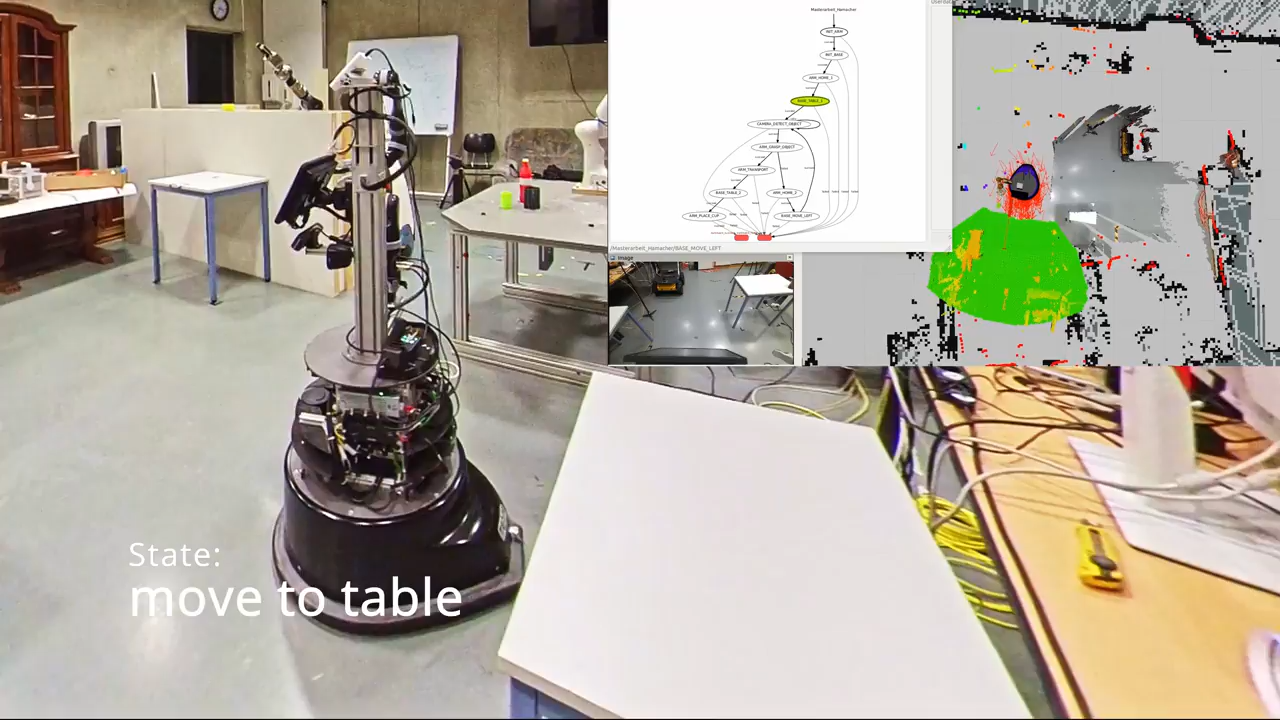 Masterarbeit_Hamacher
INIT_ARM
INIT_BASE
ARM_HOME_1
BASE_TABLE_1
CAMERA_DETECT_OBJECT
ARM_GRASP_OBJECT
ARM_TRANSPORT
BASE_TABLE_2
ARM_HOME_2
ARM_PLACE_CUP
BASE_MOVE_LEFT
/Masterarbeit_Hamacher/BASE_MOVE_LEFT
Image
State:
move to table